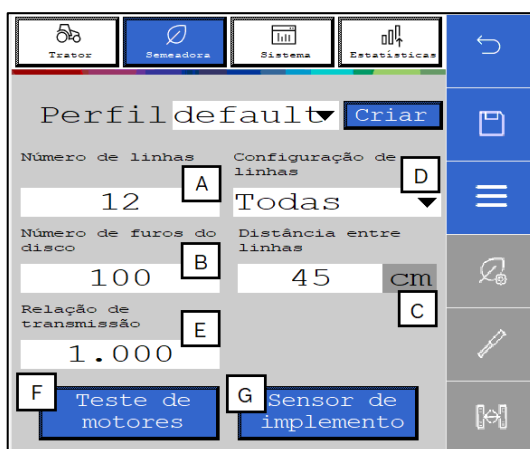 Trator Semeadora Sistema Estatísticas
Perfil default Criar
Número de linhas
A
12
Configuração de
linhas
D
Todas
Número de furos do
disco
B
100
Distância entre
linhas
45 cm
C
Relação de
transmissão
E
1.000
F
Teste de
motores
G
Sensor de
implemento